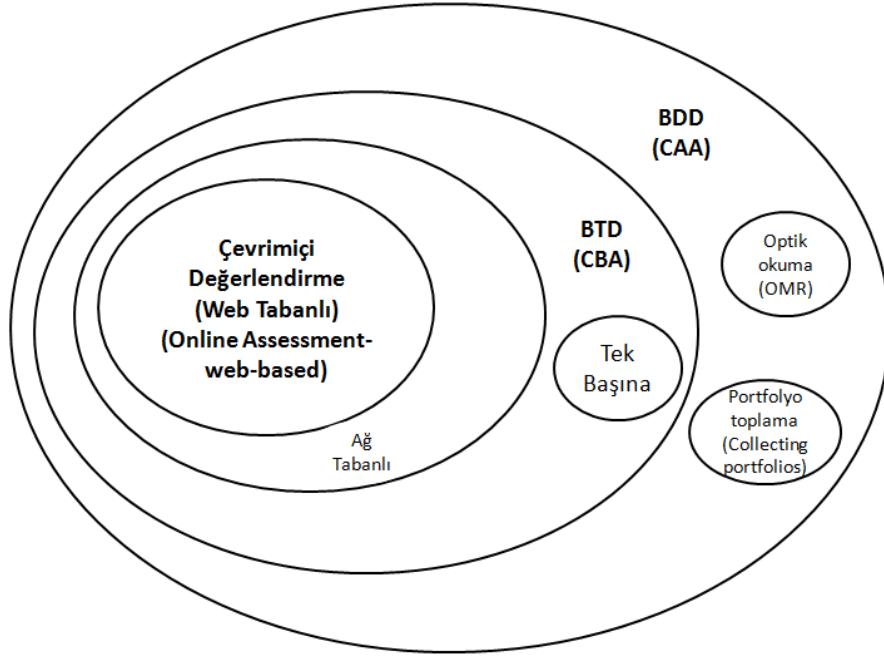 BDD
(CAA)
BTD
(CBA)
Çevrimiçi
Değerlendirme
(Web Tabanlı)
(Online Assessment-
web-based)
Optik
okuma
(OMR)
Tek
Başına
Portfolyo
toplama
(Collecting
portfolios)
Ağ
Tabanlı